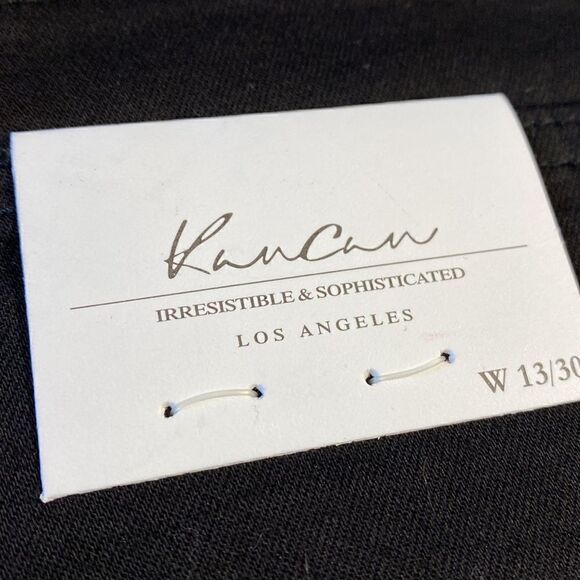 KanCan
IRRESISTIBLE & SOPHISTICATED
LOS ANGELES
W 13/30